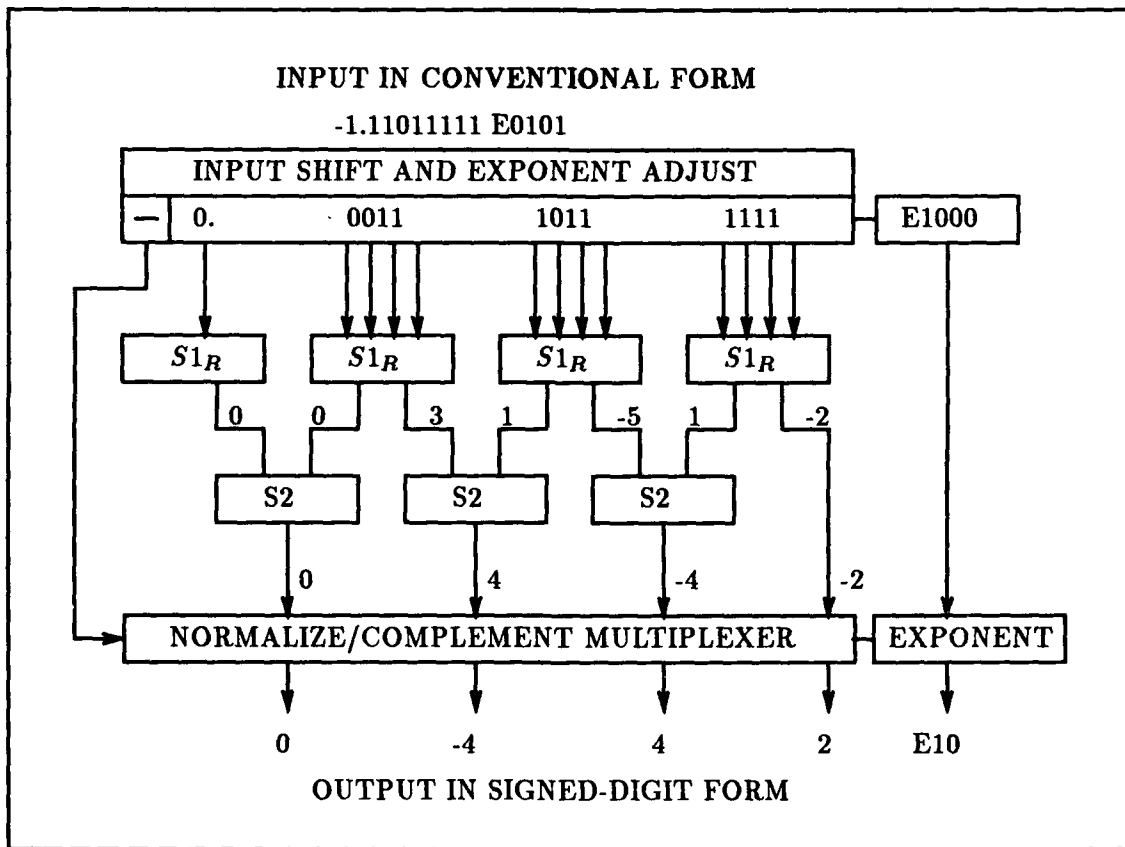 INPUT IN CONVENTIONAL FORM
-1.11011111 E0101
INPUT SHIFT AND EXPONENT ADJUST
— 0. 0011 1011 1111 E1000
S1R S1R S1R S1R
0 0 3 1 -5 1 -2
S2 S2 S2
0 4 -4 -2
NORMALIZE/COMPLEMENT MULTIPLEXER EXPONENT
0 -4 4 2 E10
OUTPUT IN SIGNED-DIGIT FORM